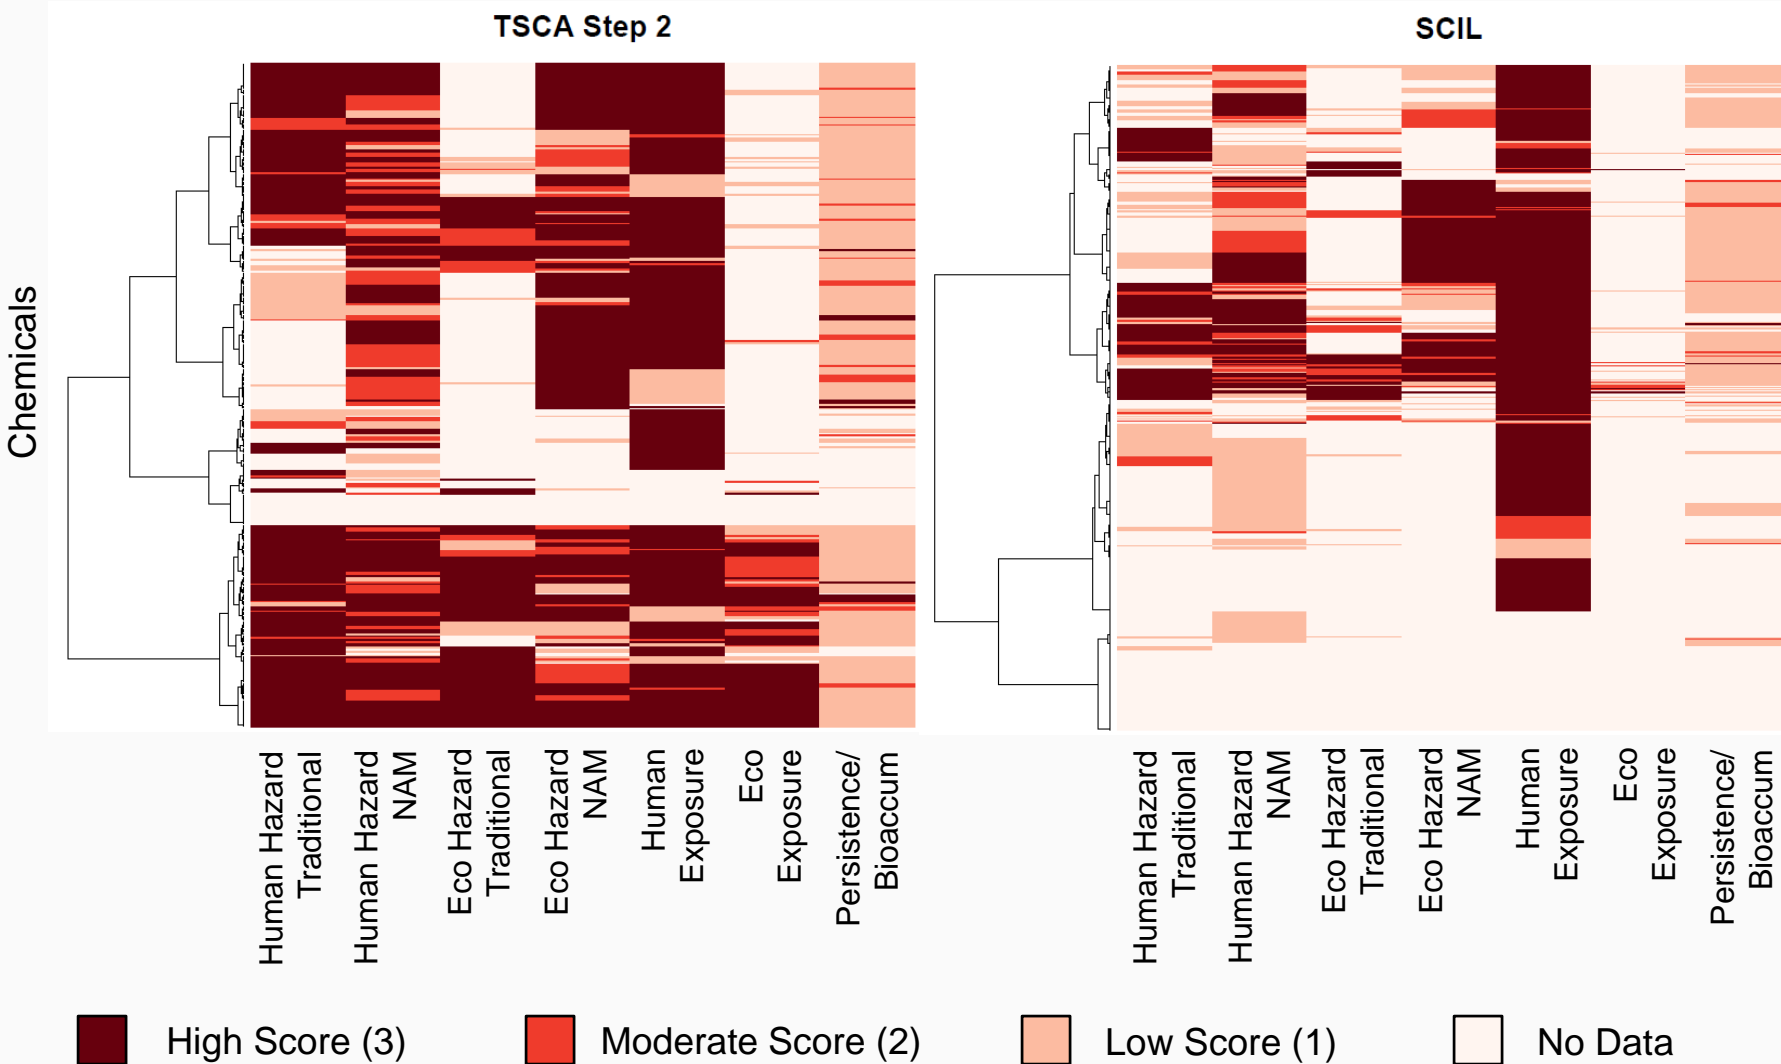 TSCA Step 2
SCIL
Chemicals
Human Hazard
Traditional
Human Hazard
NAM
Eco Hazard
Traditional
Eco Hazard
NAM
Human
Exposure
Eco
Exposure
Persistence/
Bioaccum
Human Hazard
Traditional
Human Hazard
NAM
Eco Hazard
Traditional
Eco Hazard
NAM
Human
Exposure
Eco
Exposure
Persistence/
Bioaccum
High Score (3)
Moderate Score (2)
Low Score (1)
No Data